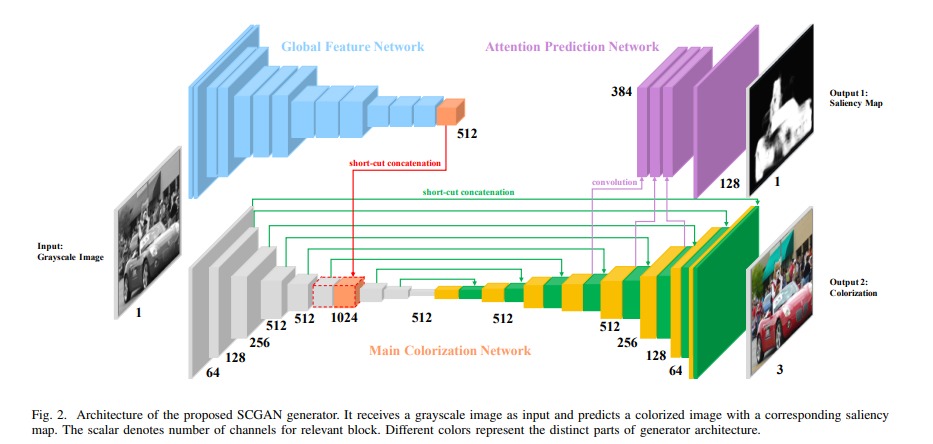 Global Feature Network
Attention Prediction Network
384
Output 1:
Saliency Map
512
short-cut concatenation
128
1
convolution
short-cut concatenation
Input:
Grayscale Image
1
Output 2:
Colorization
64
128
256
512
512
1024
512
512
512
256
128
64
3
Main Colorization Network
Fig. 2. Architecture of the proposed SCGAN generator. It receives a grayscale image as input and predicts a colorized image with a corresponding saliency
map. The scalar denotes number of channels for relevant block. Different colors represent the distinct parts of generator architecture.